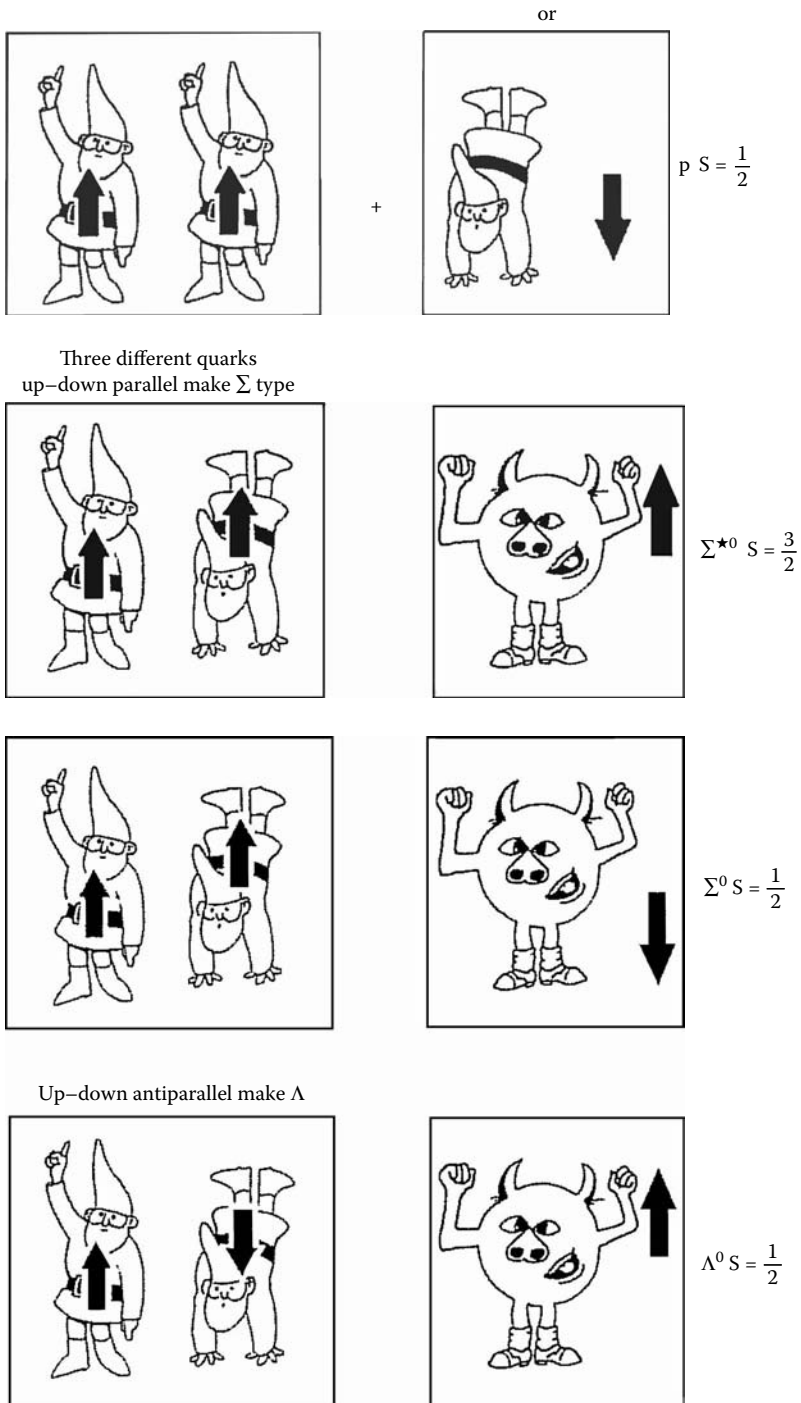 or
+
p S = 1/2
Three different quarks
up–down parallel make Σ type
Σ★0 S = 3/2
Σ0 S = 1/2
Up–down antiparallel make Λ
Λ0 S = 1/2